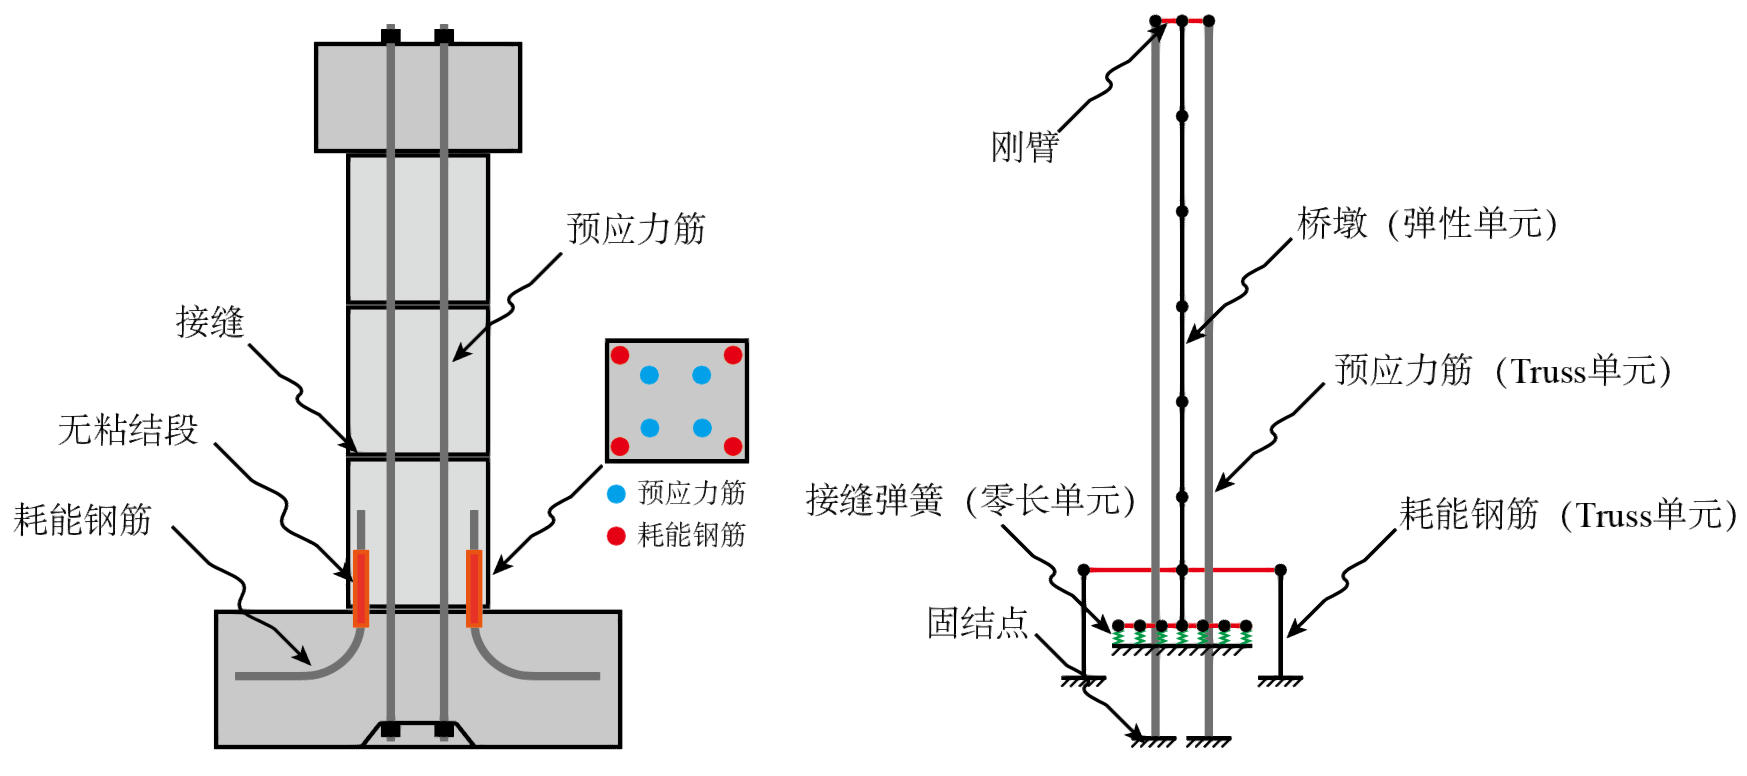 预应力筋
接缝
无粘结段
耗能钢筋
预应力筋
耗能钢筋
刚臂
桥墩（弹性单元）
预应力筋（Truss单元）
接缝弹簧（零长单元）
耗能钢筋（Truss单元）
固结点